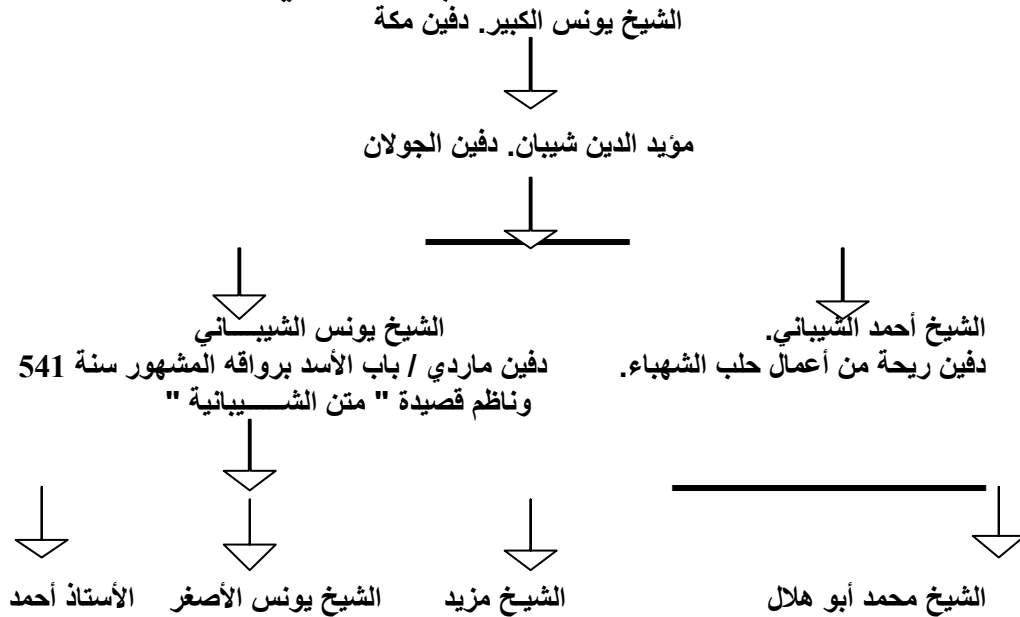 الشيخ يونس الكبير. دفين مكة
مؤيد الدين شيبان. دفين الجولان
الشيخ أحمد الشيباني.
دفين ريحة من أعمال حلب الشهباء.
الشيخ يونس الشيبـــاني
دفين ماردي / باب الأسد برواقه المشهور سنة 541
وناظم قصيدة " متن الشــــيبانية "
الشيخ محمد أبو هلال
الشيخ مزيد
الشيخ يونس الأصغر
الأستاذ أحمد